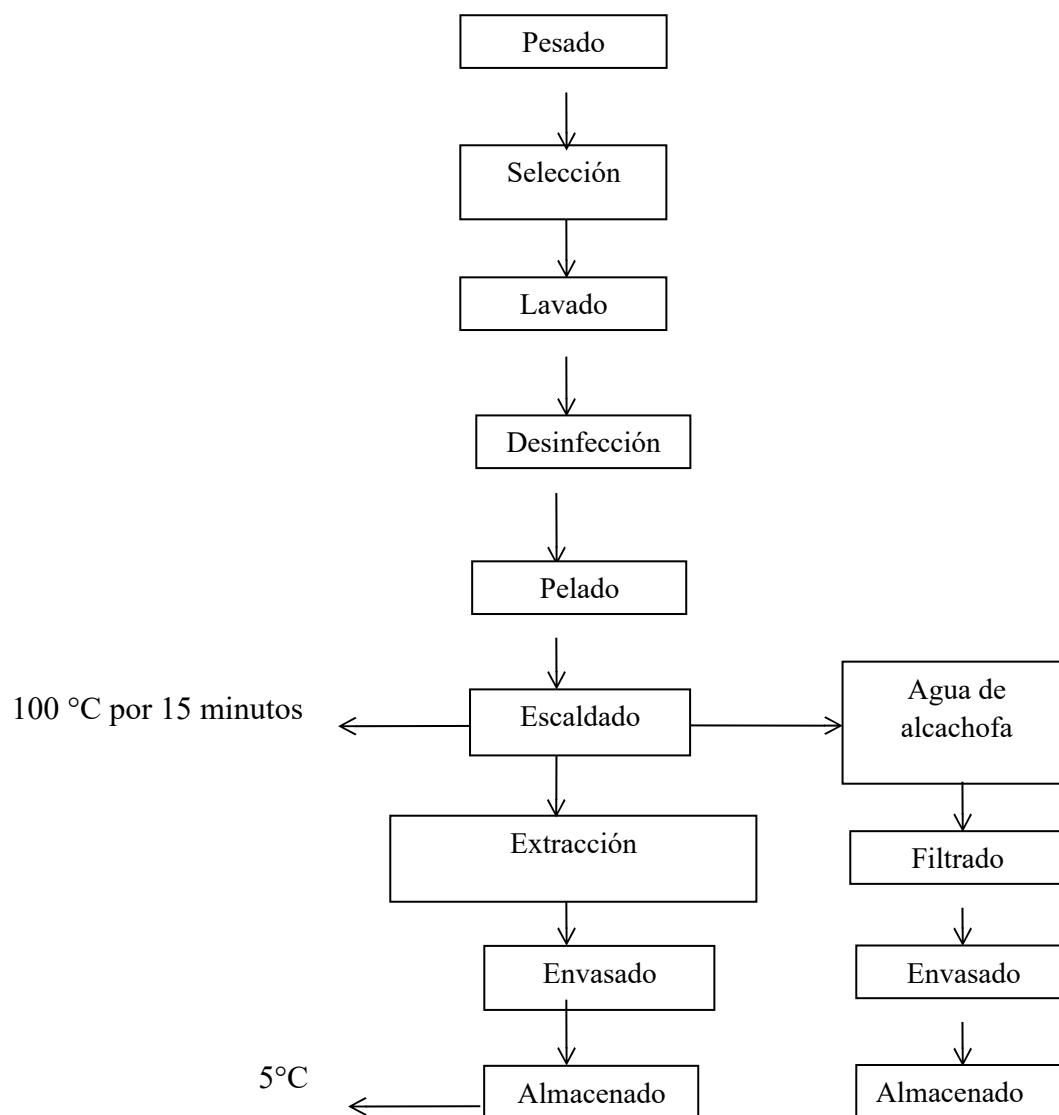 Pesado
Selección
Lavado
Desinfección
Pelado
100 °C por 15 minutos
Escaldado
Agua de
alcachofa
Extracción
Filtrado
Envasado
Envasado
5°C
Almacenado
Almacenado